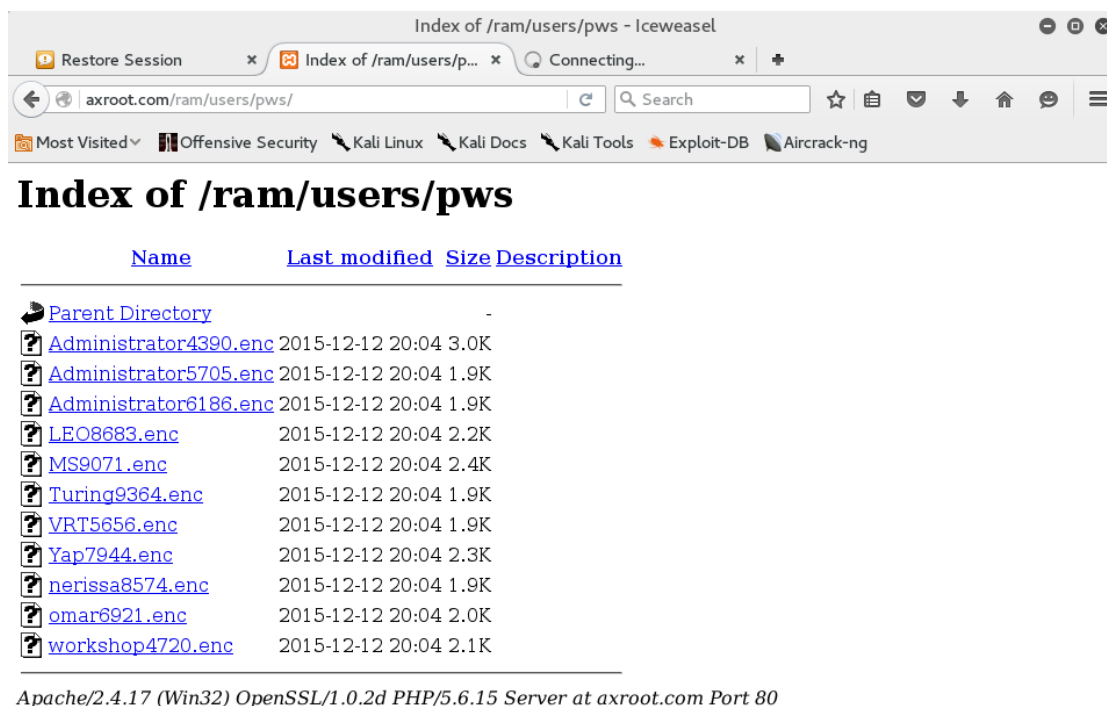 Index of /ram/users/pws - Iceweasel
Restore Session Index of /ram/users/p... Connecting...
axroot.com/ram/users/pws/ Search
Most Visited Offensive Security Kali Linux Kali Docs Kali Tools Exploit-DB Aircrack-ng
Index of /ram/users/pws
Name Last modified Size Description
Parent Directory -
Administrator4390.enc 2015-12-12 20:04 3.0K
Administrator5705.enc 2015-12-12 20:04 1.9K
Administrator6186.enc 2015-12-12 20:04 1.9K
LEO8683.enc 2015-12-12 20:04 2.2K
MS9071.enc 2015-12-12 20:04 2.4K
Turing9364.enc 2015-12-12 20:04 1.9K
VRT5656.enc 2015-12-12 20:04 1.9K
Yap7944.enc 2015-12-12 20:04 2.3K
nerissa8574.enc 2015-12-12 20:04 1.9K
omar6921.enc 2015-12-12 20:04 2.0K
workshop4720.enc 2015-12-12 20:04 2.1K
Apache/2.4.17 (Win32) OpenSSL/1.0.2d PHP/5.6.15 Server at axroot.com Port 80